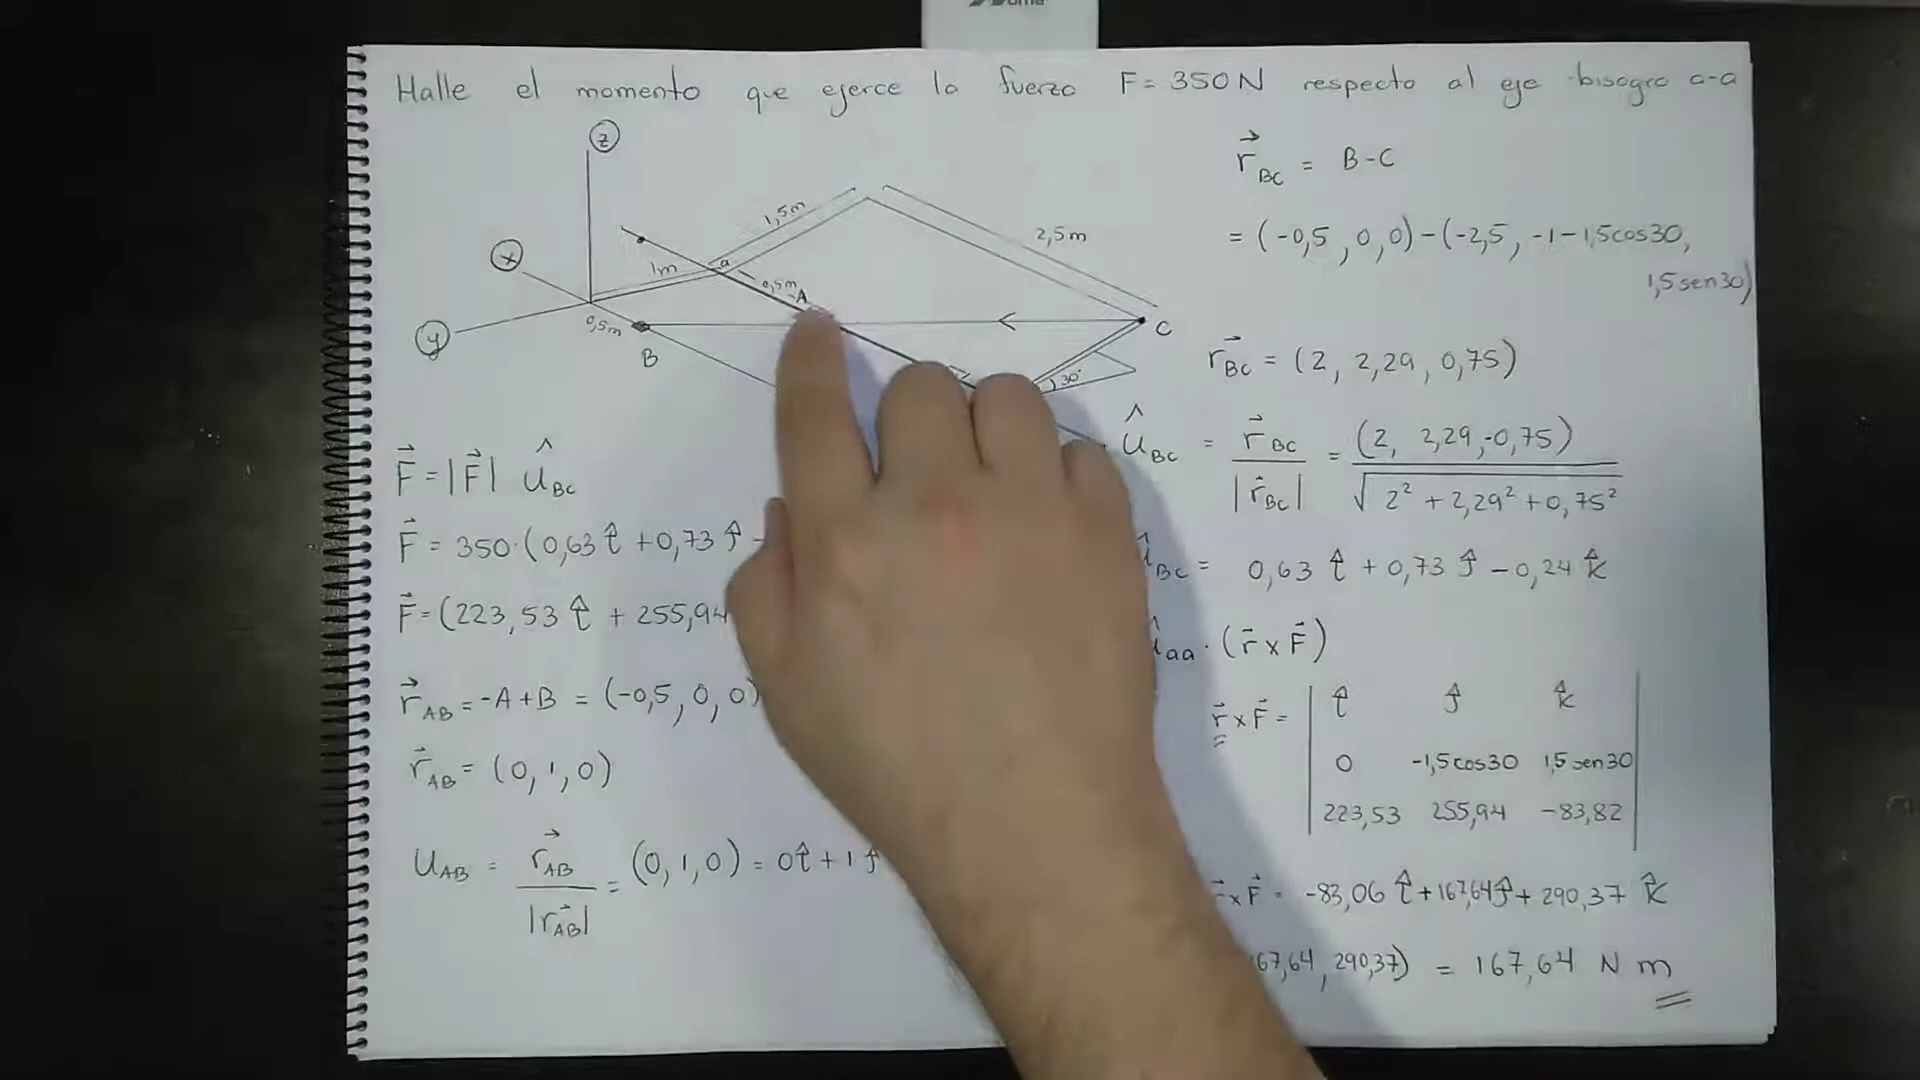 Halle el momento que ejerce la fuerza F = 350 N respecto al eje bisagra a-a
z
x
y
1m
a
1,5m
2,5m
0,5m
A
0,5m
B
C
30°
r⃗BC = B-C
= (-0,5, 0, 0) - (-2,5, -1 - 1,5cos30,
1,5sen30)
r⃗BC = (2, 2,29, 0,75)
ûBC = r⃗BC / |r⃗BC| = (2, 2,29, -0,75) / √2² + 2,29² + 0,75²
BC = 0,63 î + 0,73 ĵ - 0,24 k̂
F⃗ = |F⃗| ûBC
F⃗ = 350·(0,63 î + 0,73 ĵ -
F⃗ = (223,53 î + 255,94
r⃗AB = -A + B = (-0,5, 0, 0)
r⃗AB = (0, 1, 0)
UAB = r⃗AB / |r⃗AB| = (0, 1, 0) = 0î + 1 ĵ
aa · (r⃗ x F⃗)
r⃗ x F⃗ =
î ĵ k̂
0 -1,5cos30 1,5sen30
223,53 255,94 -83,82
r⃗ x F⃗ = -83,06 î + 167,64 ĵ + 290,37 k̂
67,64, 290,37) = 167,64 N m